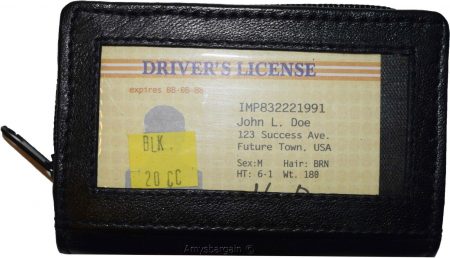 DRIVER'S LICENSE
expires 08-05-88
IMP832221991
John L. Doe
123 Success Ave.
Future Town, USA
Sex:M Hair: BRN
HT: 6-1 Wt. 180
BLK.
20 CC
Amysbargain ©